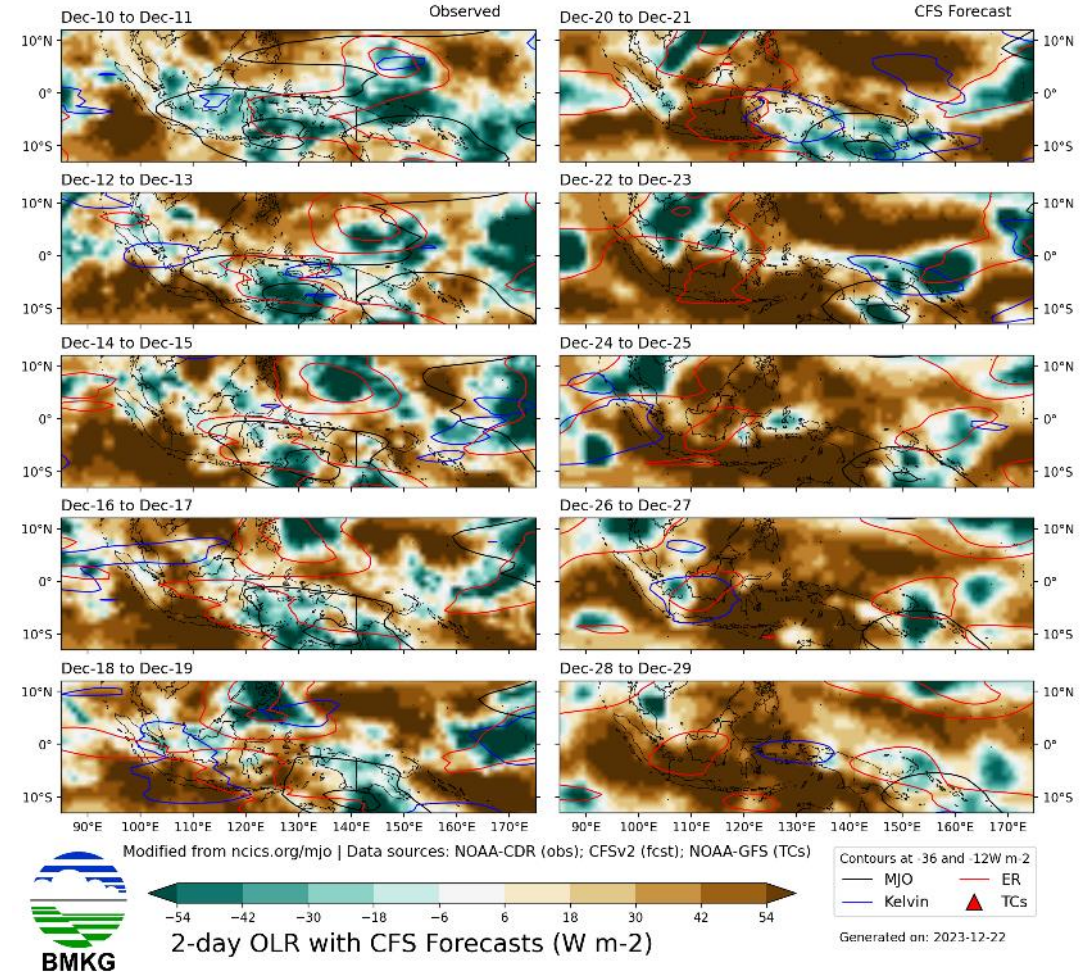 Observed
CFS Forecast
Dec-10 to Dec-11
Dec-20 to Dec-21
10°N
0°
10°S
10°N
0°
10°S
Dec-12 to Dec-13
Dec-22 to Dec-23
10°N
0°
10°S
10°N
0°
10°S
Dec-14 to Dec-15
Dec-24 to Dec-25
10°N
0°
10°S
10°N
0°
10°S
Dec-16 to Dec-17
Dec-26 to Dec-27
10°N
0°
10°S
10°N
0°
10°S
Dec-18 to Dec-19
Dec-28 to Dec-29
10°N
0°
10°S
10°N
0°
10°S
90°E 100°E 110°E 120°E 130°E 140°E 150°E 160°E 170°E
90°E 100°E 110°E 120°E 130°E 140°E 150°E 160°E 170°E
Modified from ncics.org/mjo | Data sources: NOAA-CDR (obs); CFSv2 (fcst); NOAA-GFS (TCs)
−54 −42 −30 −18 −6 6 18 30 42 54
2-day OLR with CFS Forecasts (W m-2)
BMKG
Contours at -36 and -12W m-2
MJO
ER
Kelvin
TCs
Generated on: 2023-12-22